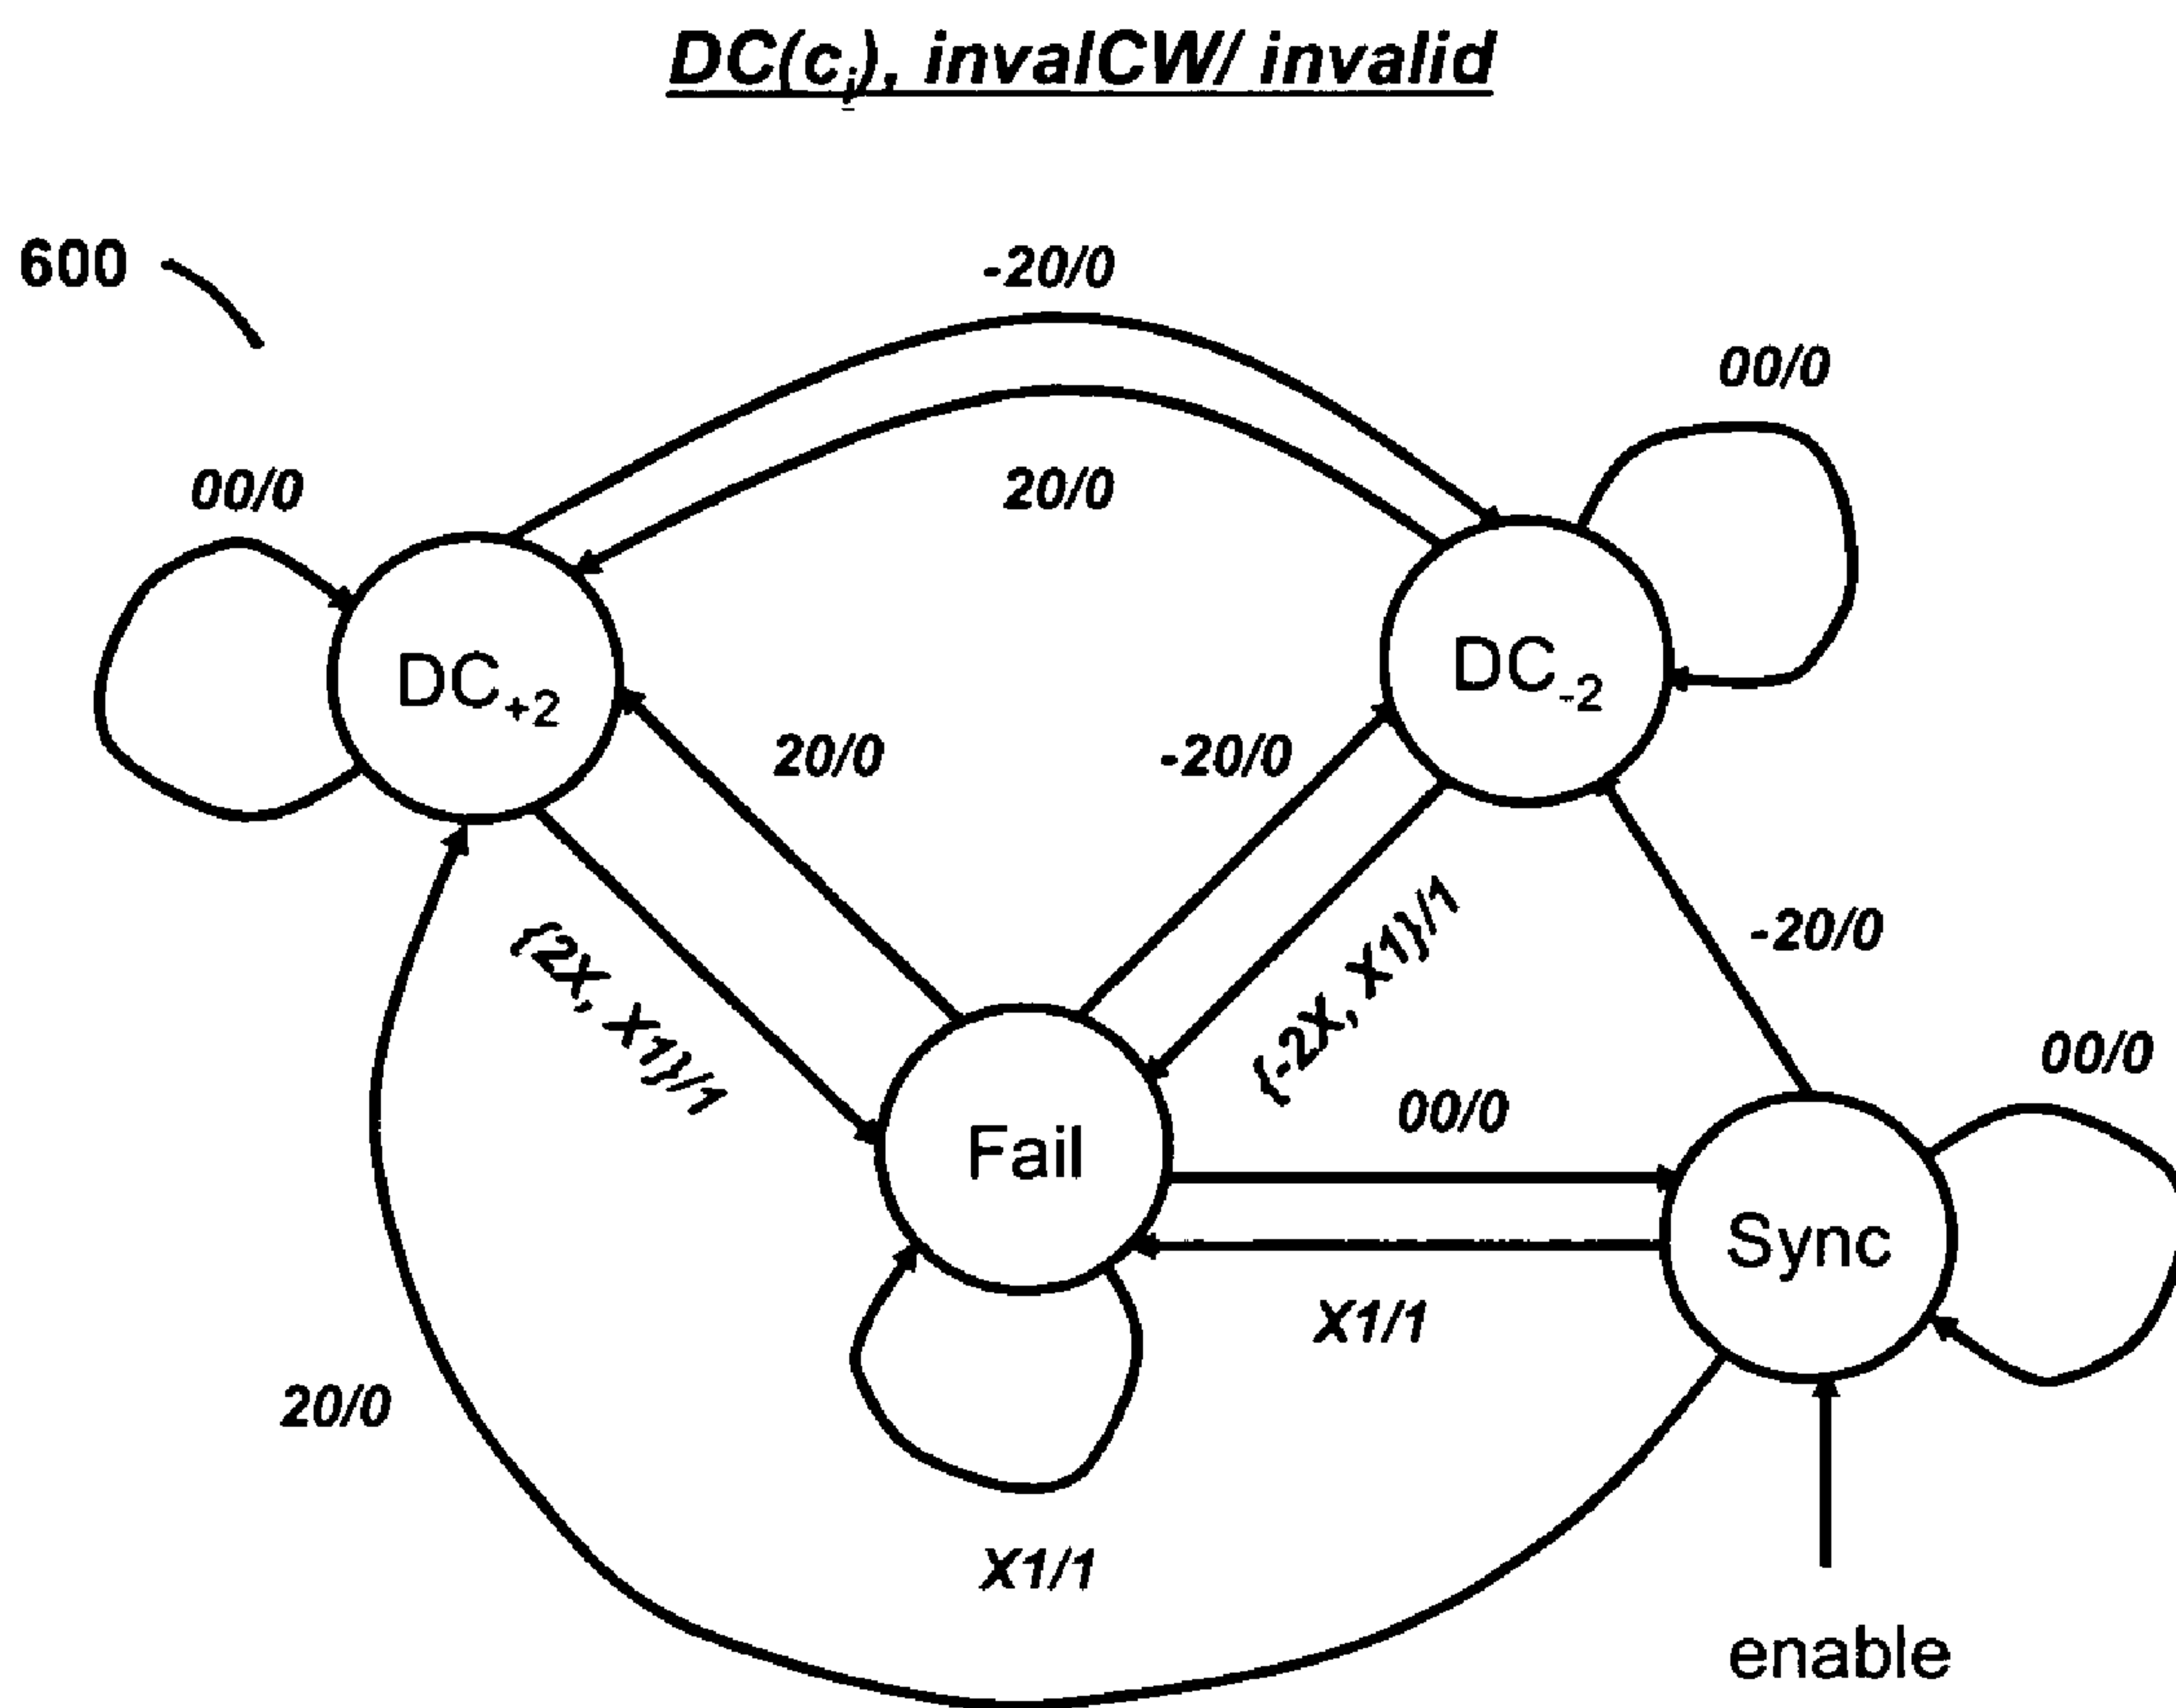 DC(ci), invalCW/ invalid
600
-20/0
00/0
00/0
20/0
DC+2
DC-2
20/0
-20/0
{2X, X1}/1
{-2X, X1}/1
-20/0
00/0
00/0
Fail
Sync
X1/1
20/0
X1/1
enable